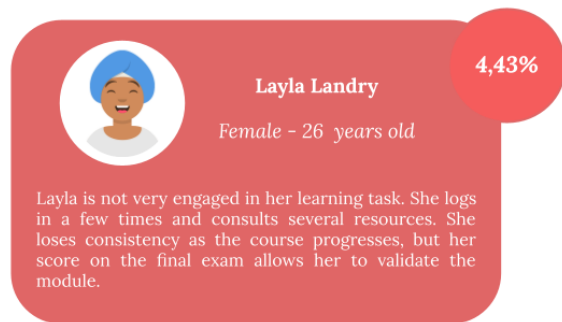 4,43%
Layla Landry
Female - 26 years old
Layla is not very engaged in her learning task. She logs
in a few times and consults several resources. She
loses consistency as the course progresses, but her
score on the final exam allows her to validate the
module.